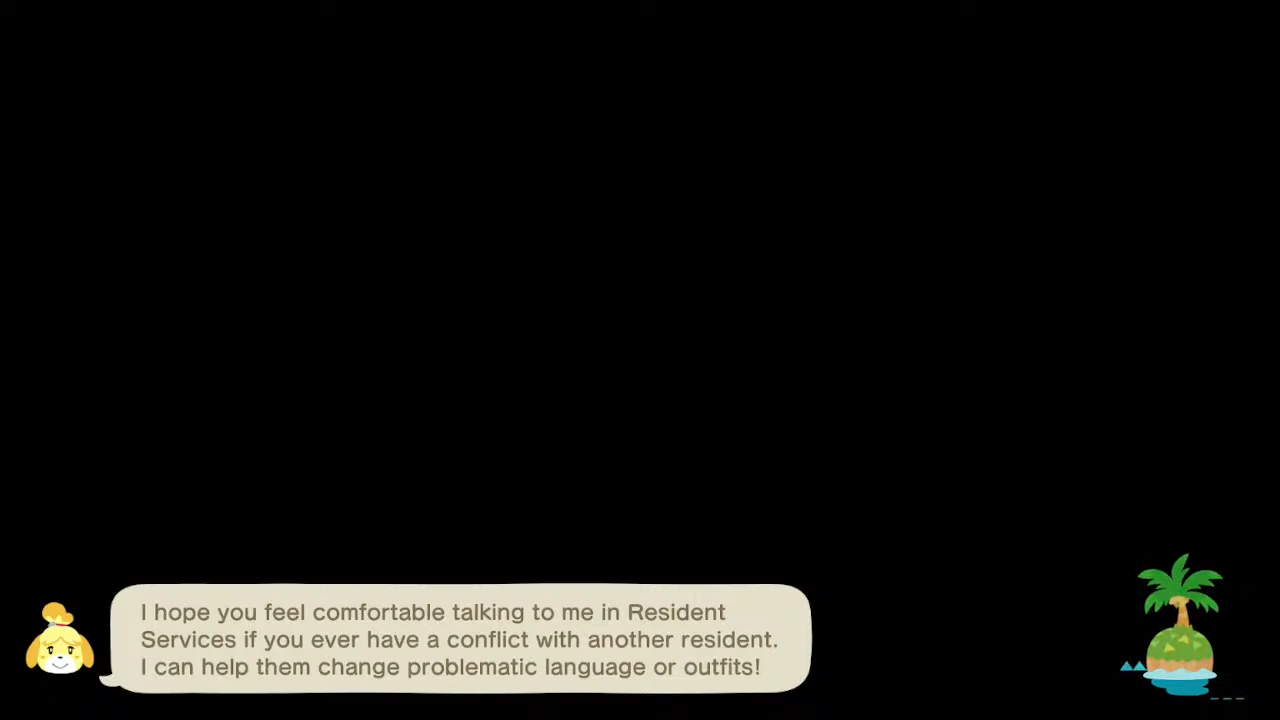 I hope you feel comfortable talking to me in Resident
Services if you ever have a conflict with another resident.
I can help them change problematic language or outfits!